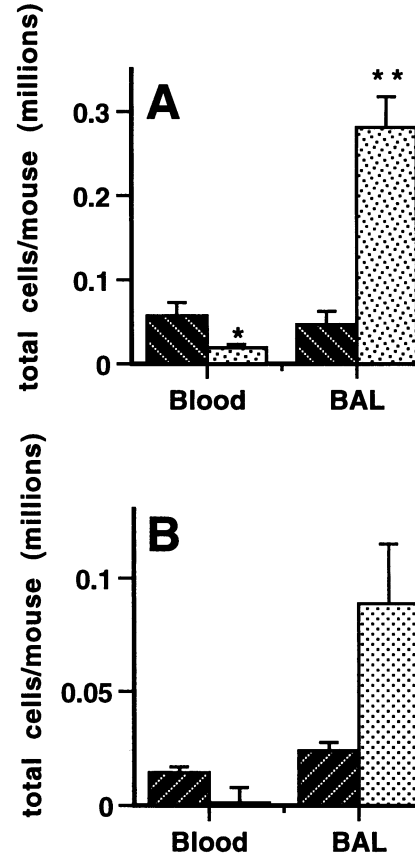 total cells/mouse (millions)
A
0.3
0.2
0.1
0
*
**
Blood
BAL
total cells/mouse (millions)
B
0.1
0.05
0
Blood
BAL